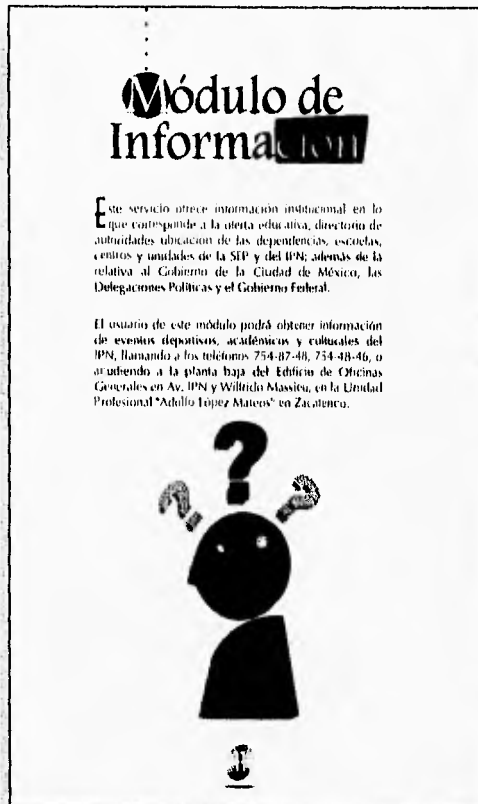 Módulo de
Información
Este servicio ofrece información institucional en lo
que corresponde a la oferta educativa, directorio de
autoridades ubicación de las dependencias, escuelas,
centros y unidades de la SEP y del IPN; además de la
relativa al Gobierno de la Ciudad de México, las
Delegaciones Políticas y el Gobierno Federal.
El usuario de este módulo podrá obtener información
de eventos deportivos, académicos y culturales del
IPN, llamando a los teléfonos 754-87-48, 754-48-46, o
acudiendo a la planta baja del Edificio de Oficinas
Generales en Av. IPN y Wilfrido Massieu, en la Unidad
Profesional "Adolfo López Mateos" en Zacatenco.
? ? ?